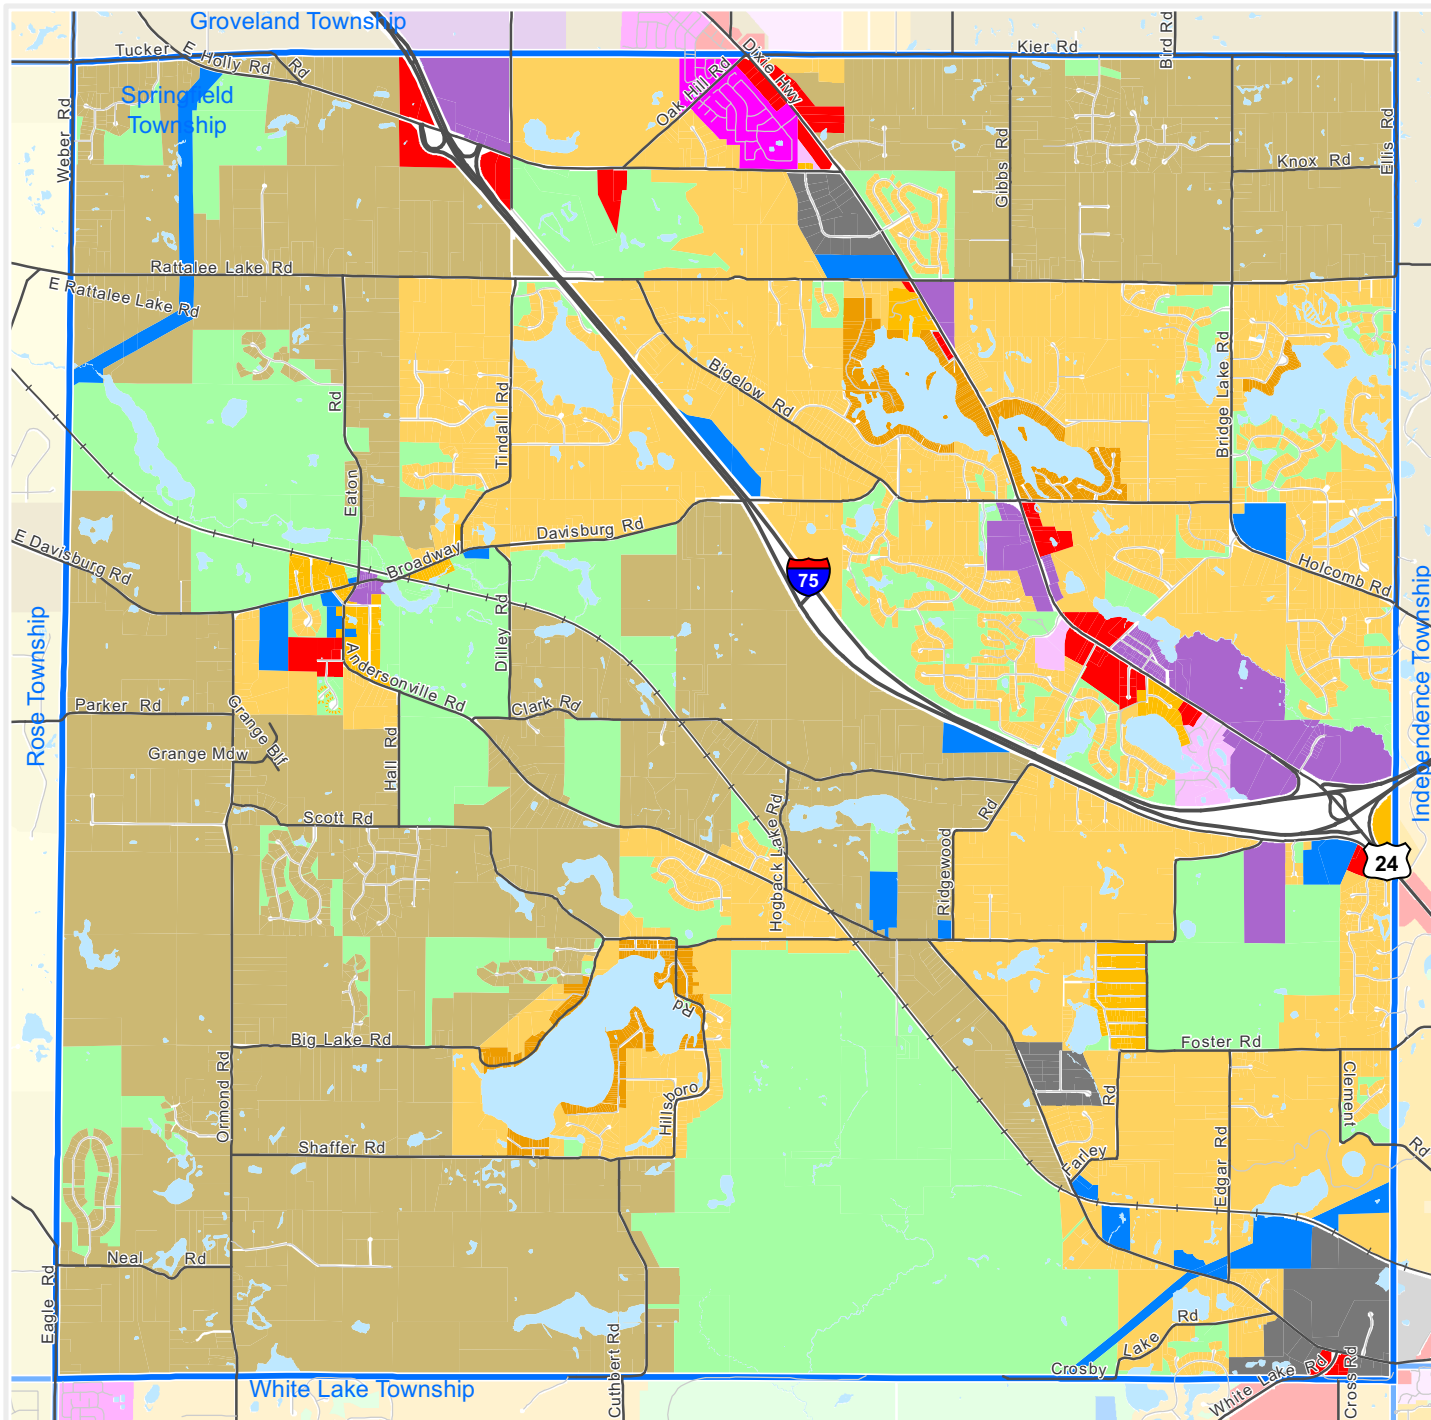 Groveland Township
Tucker
Rd
E Holly Rd
Dixie Hwy
Kier Rd
Bird Rd
Springfield
Township
Weber Rd
Oak Hill Rd
Gibbs Rd
Knox Rd
Ellis Rd
Rattalee Lake Rd
E Rattalee Lake Rd
Bigelow Rd
Bridge Lake Rd
Tindall Rd
Eaton Rd
E Davisburg Rd
Broadway
Davisburg Rd
75
Holcomb Rd
Independence Township
Rose Township
Dilley Rd
Andersonville Rd
Parker Rd
Grange Blf
Clark Rd
Grange Mdw
Hall Rd
Scott Rd
Hogback Lake Rd
Ridgewood Rd
24
Big Lake Rd
Rd
Hillsboro
Foster Rd
Clement
Rd
Ormond Rd
Rd
Shaffer Rd
Farley
Edgar Rd
Neal Rd
Eagle Rd
Cuthbert Rd
Crosby
Lake
Rd
White Lake Rd
Cross Rd
White Lake Township